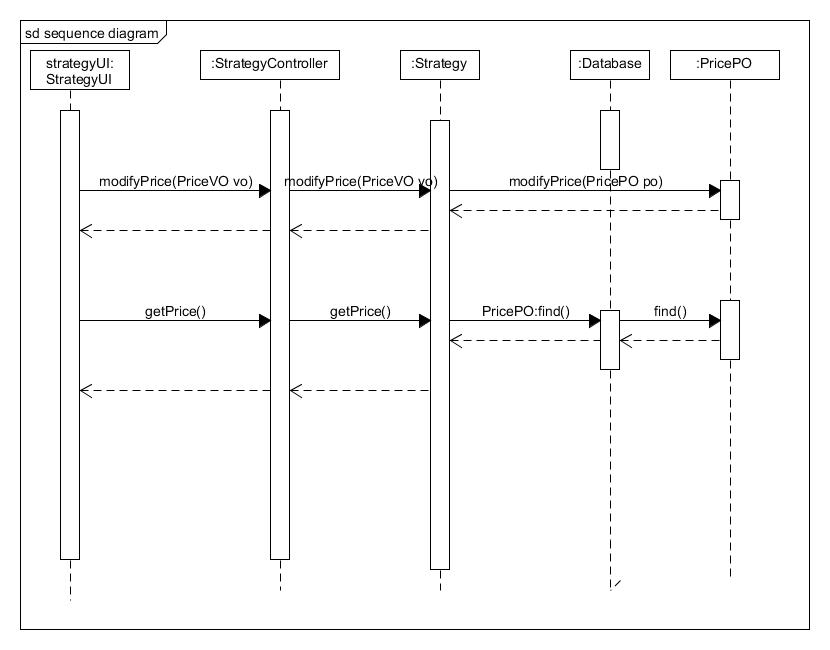 sd sequence diagram
strategyUI:
StrategyUI
:StrategyController
:Strategy
:Database
:PricePO
modifyPrice(PriceVO vo)
modifyPrice(PriceVO vo)
modifyPrice(PricePO po)
getPrice()
getPrice()
PricePO:find()
find()